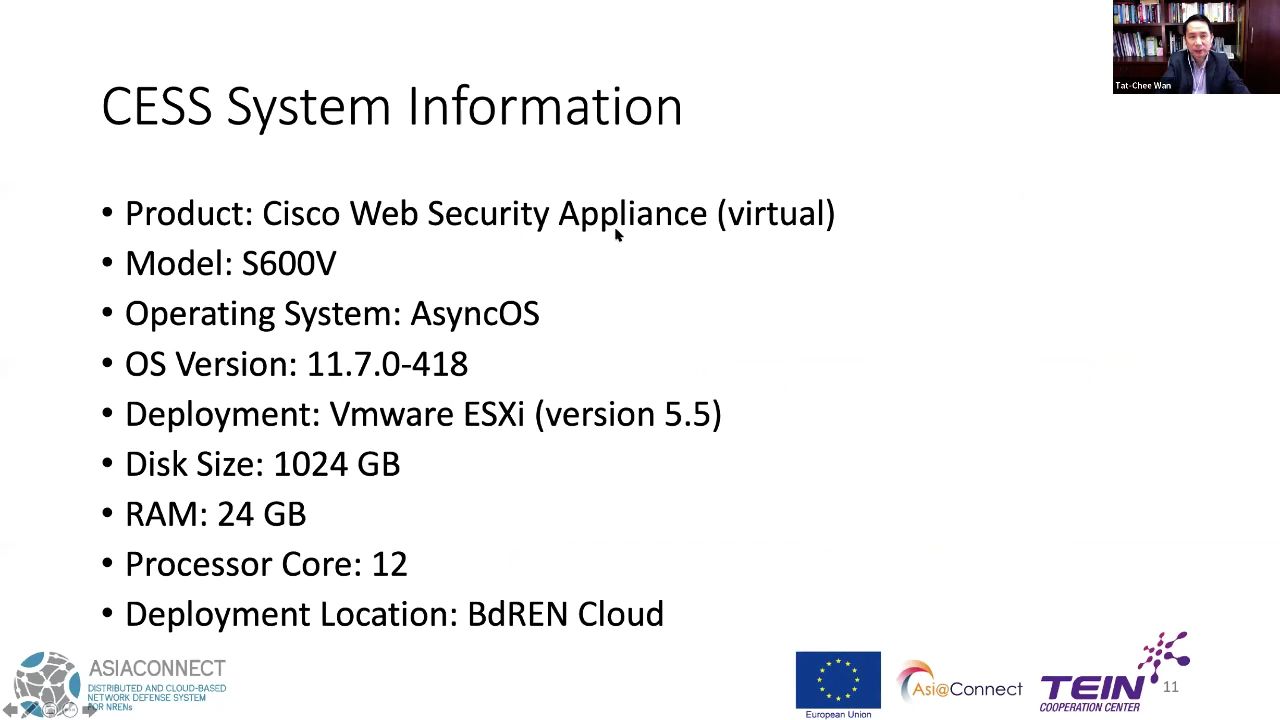 Tat-Chee Wan
CESS System Information
• Product: Cisco Web Security Appliance (virtual)
• Model: S600V
• Operating System: AsyncOS
• OS Version: 11.7.0-418
• Deployment: Vmware ESXi (version 5.5)
• Disk Size: 1024 GB
• RAM: 24 GB
• Processor Core: 12
• Deployment Location: BdREN Cloud
ASIACONNECT
DISTRIBUTED AND CLOUD-BASED
NETWORK DEFENSE SYSTEM
FOR NRENs
European Union
Asi@Connect
TEIN
COOPERATION CENTER
11